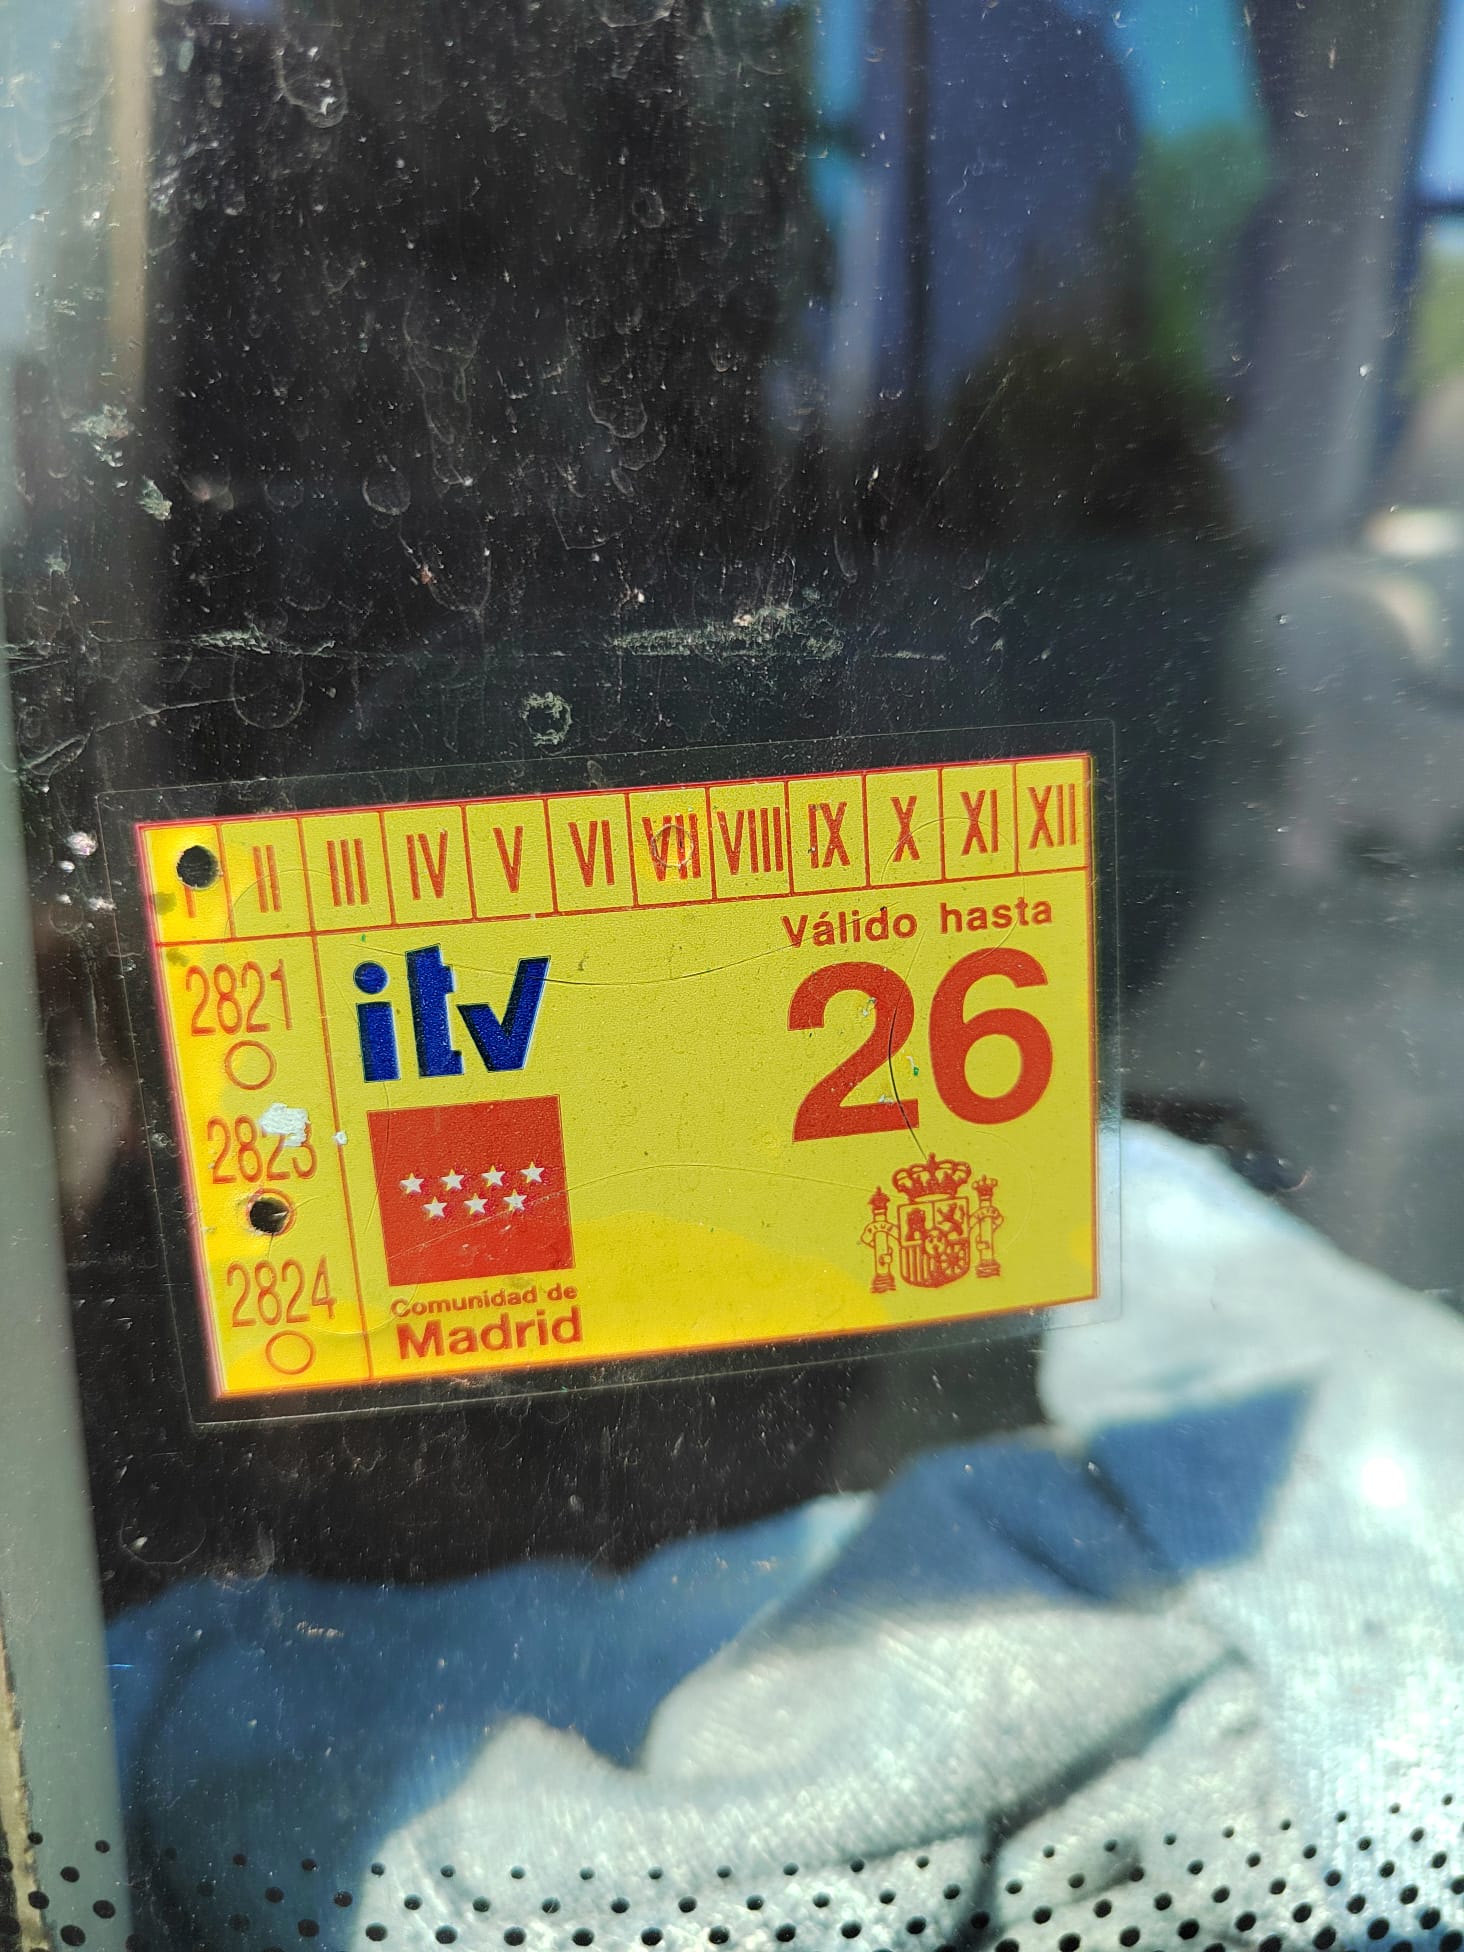 I II III IV V VI VII VIII IX X XI XII
Válido hasta
26
itv
2821
2823
2824
Comunidad de
Madrid